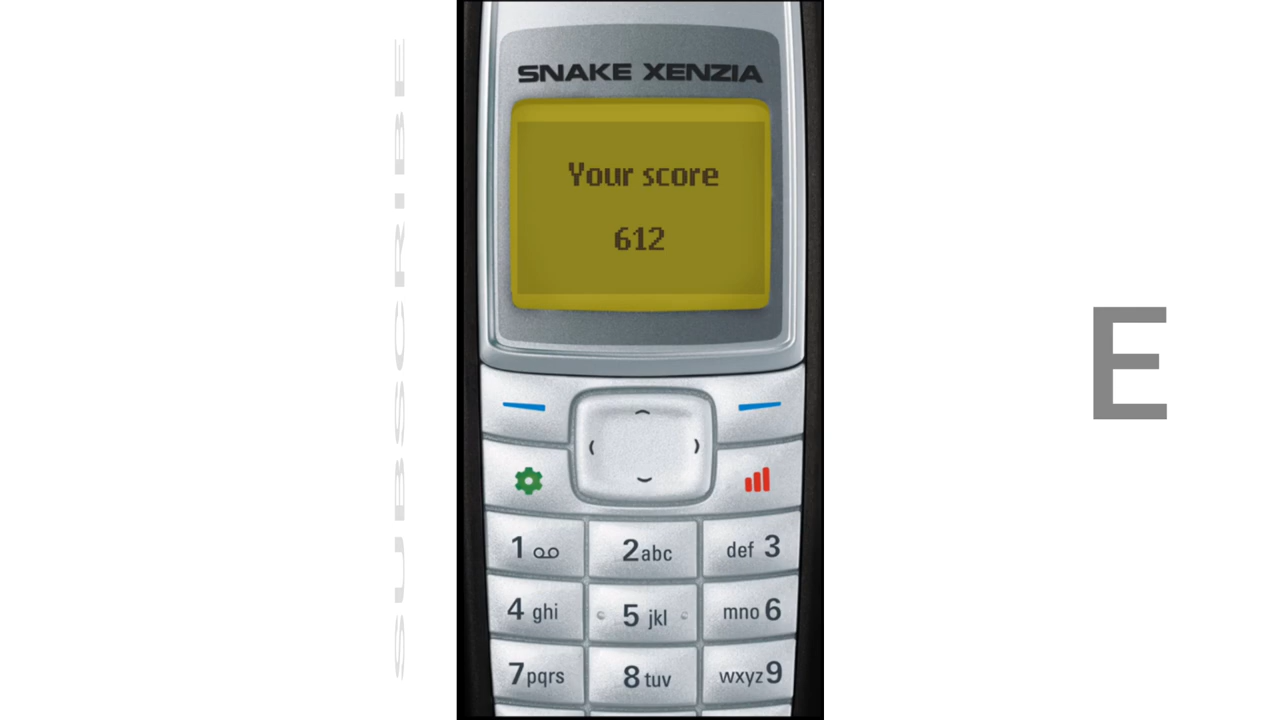 SUBSCRIBE
SNAKE XENZIA
Your score
612
E
1
2abc
def 3
4 ghi
5 jkl
mno 6
7pqrs
8 tuv
wxyz9